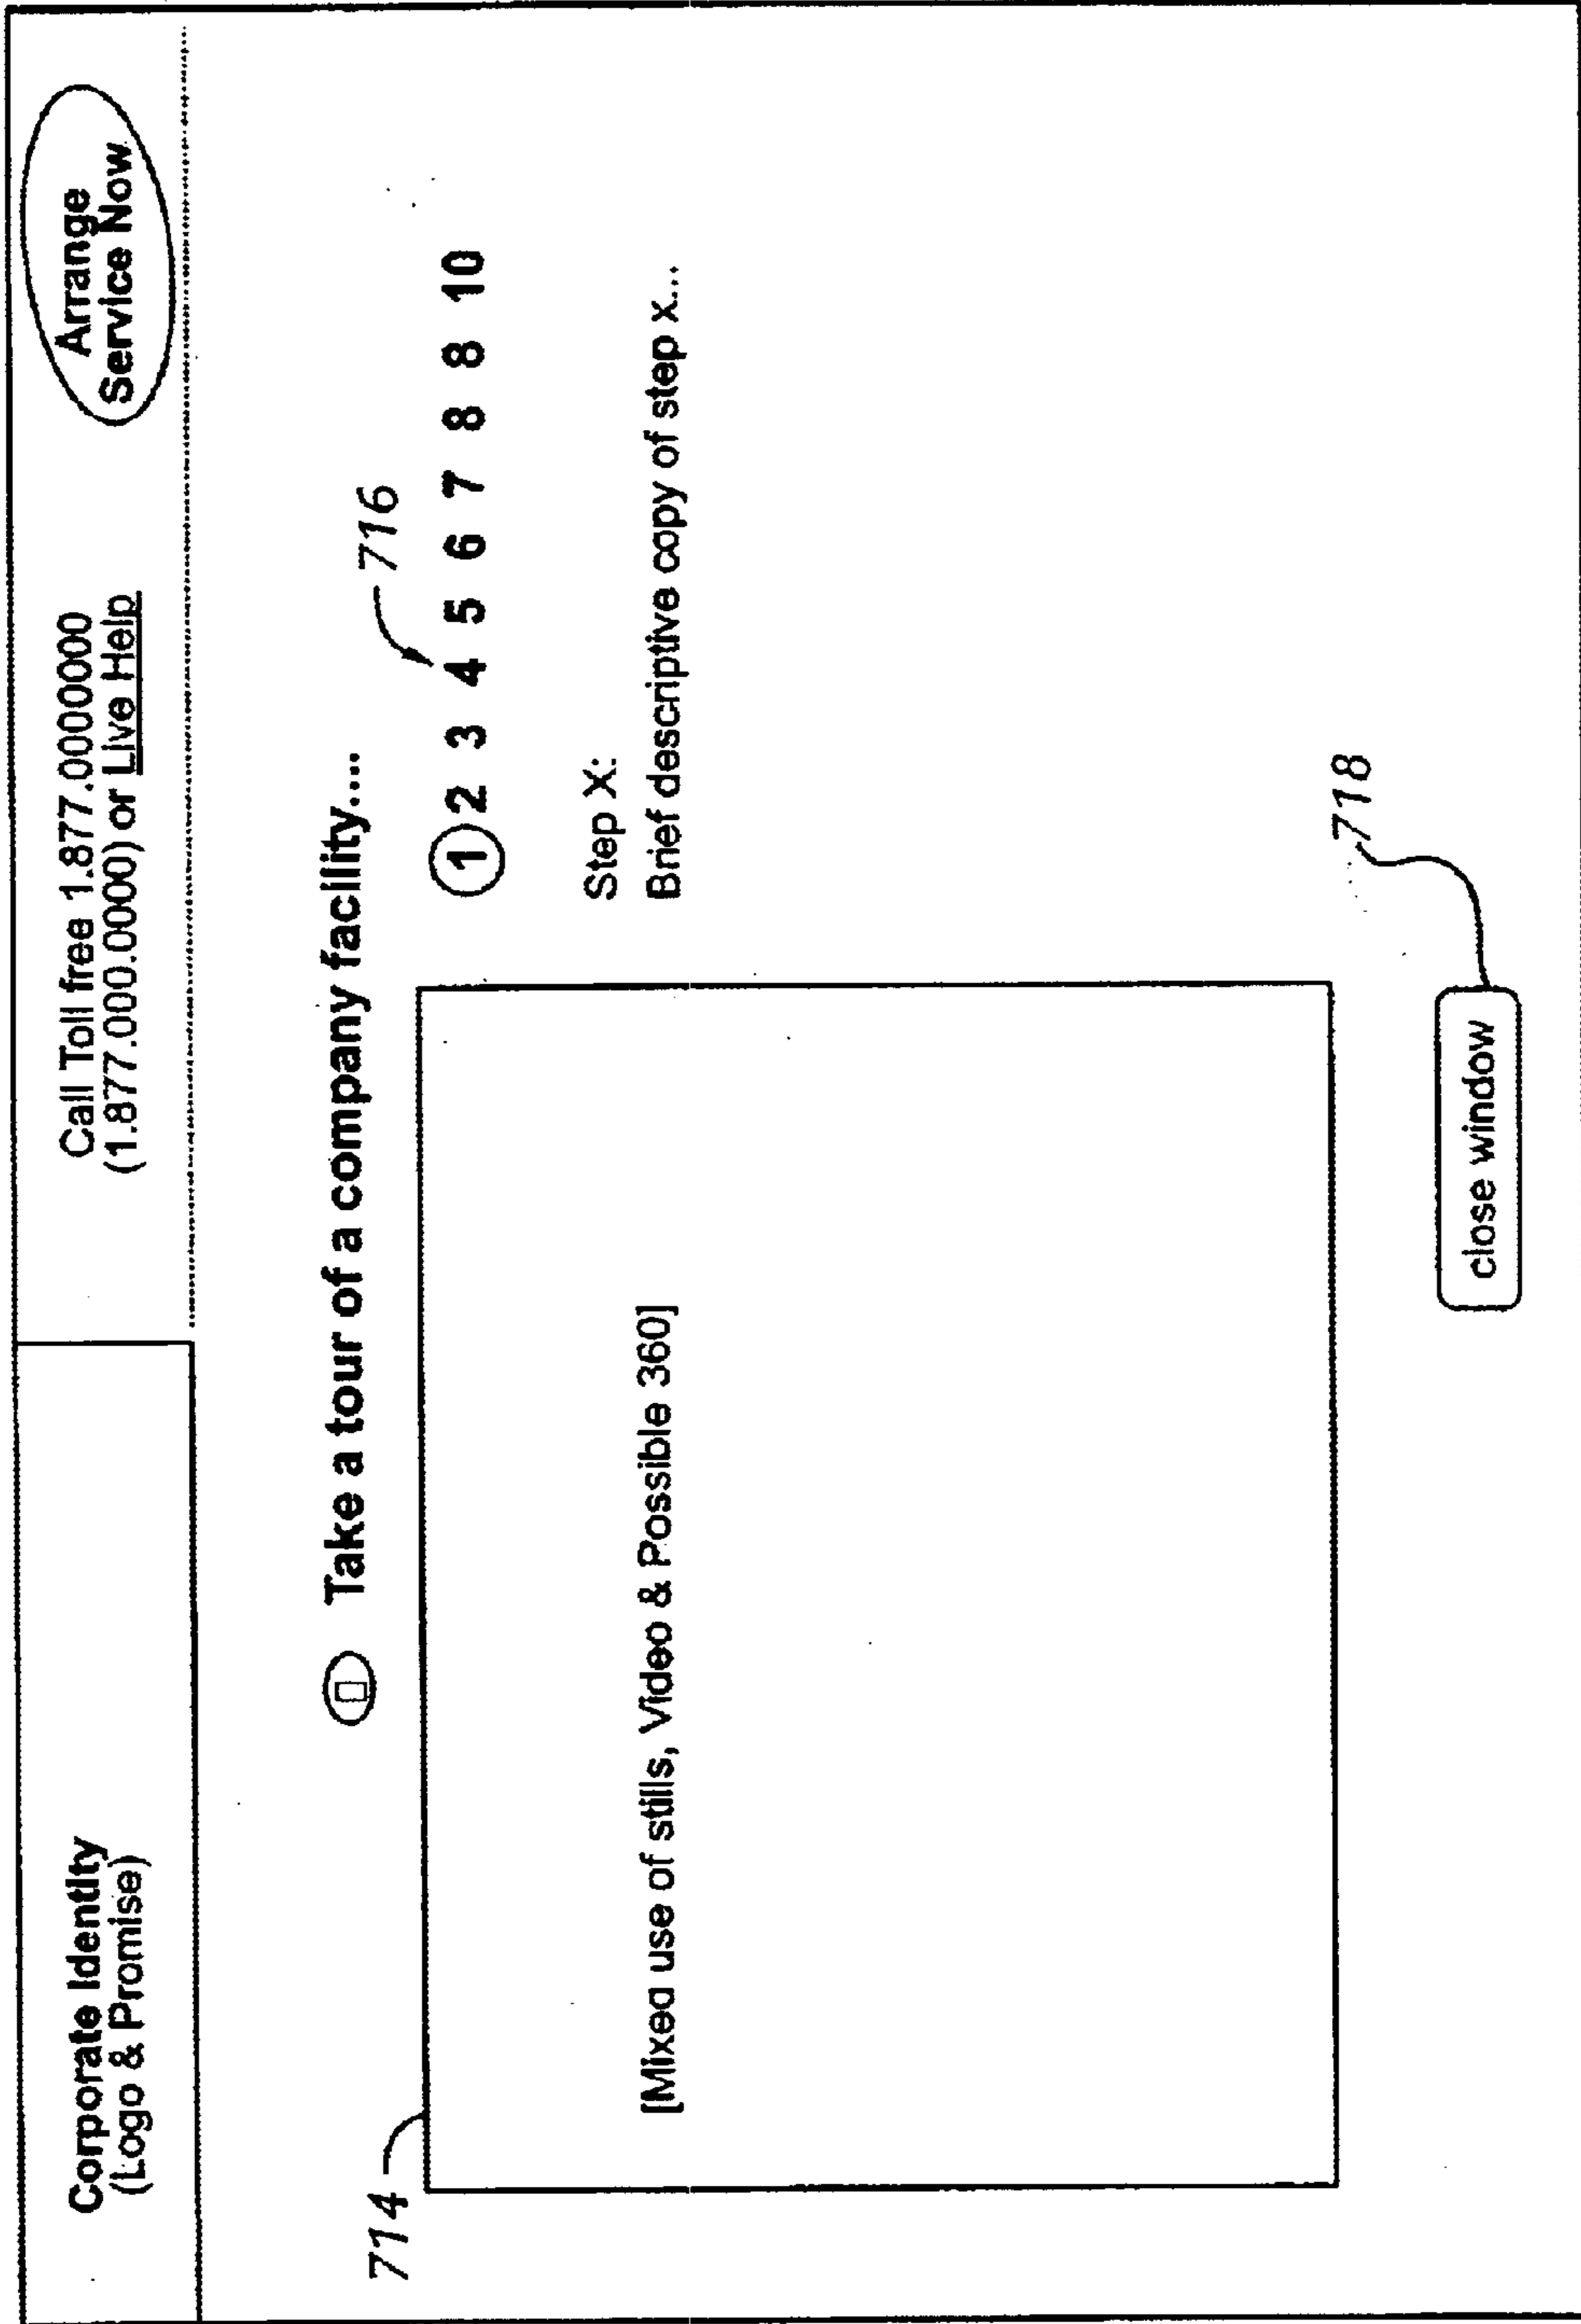 Corporate Identity
(Logo & Promise)
Call Toll free 1.877.0000000
(1.877.000.0000) or Live Help
Arrange
Service Now
Take a tour of a company facility....
714
716
1 2 3 4 5 6 7 8 8 10
[Mixed use of stills, Video & Possible 360]
Step X:
Brief descriptive copy of step x...
718
close window